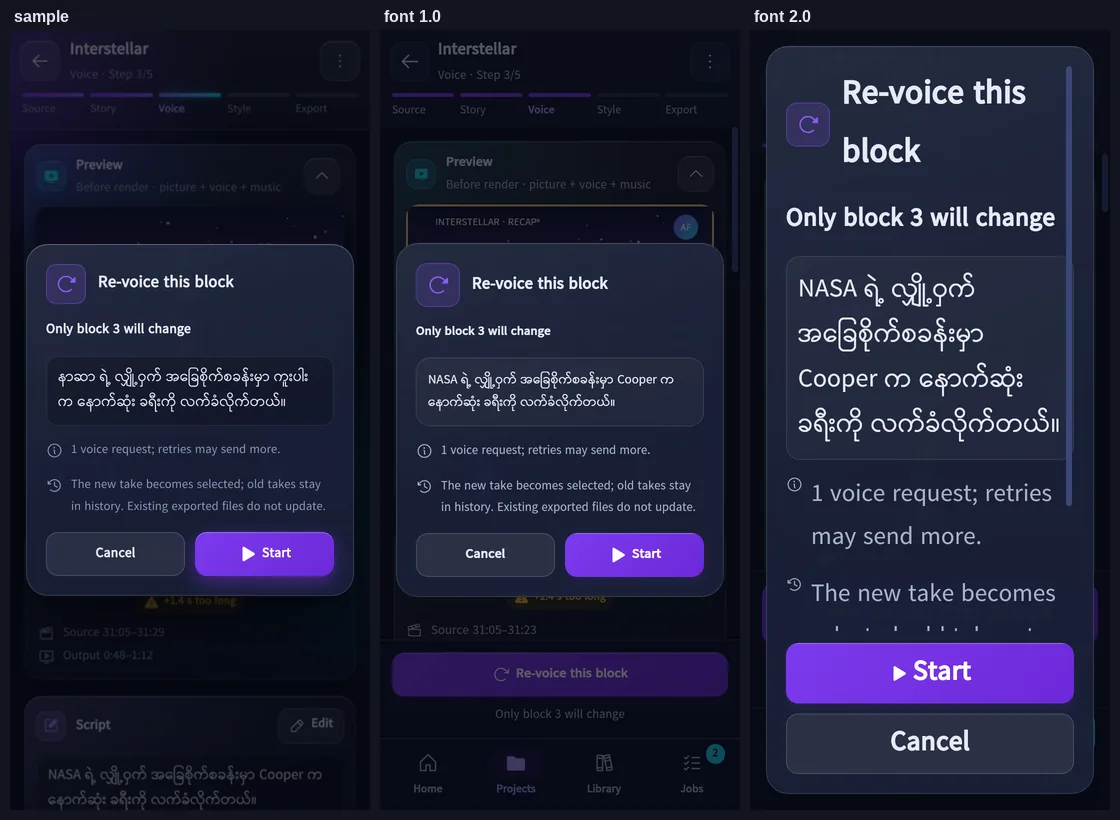 sample
Interstellar
Voice · Step 3/5
Source
Story
Voice
Style
Export
Preview
Before render · picture + voice + music
Re-voice this block
Only block 3 will change
နာဆာ ရဲ့ လျှို့ဝှက် အခြေစိုက်စခန်းမှာ ကူးပါး
က နောက်ဆုံး ခရီးကို လက်ခံလိုက်တယ်။
1 voice request; retries may send more.
The new take becomes selected; old takes stay
in history. Existing exported files do not update.
Cancel
Start
+1.4 s too long
Source 31:05–31:29
Output 0:48–1:12
Script
Edit
NASA ရဲ့ လျှို့ဝှက် အခြေစိုက်စခန်းမှာ Cooper က
နောက်ဆုံး ခရီးကို လက်ခံလိုက်တယ်။
font 1.0
Interstellar
Voice · Step 3/5
Source
Story
Voice
Style
Export
Preview
Before render · picture + voice + music
INTERSTELLAR · RECAP
AF
Re-voice this block
Only block 3 will change
NASA ရဲ့ လျှို့ဝှက် အခြေစိုက်စခန်းမှာ Cooper က
နောက်ဆုံး ခရီးကို လက်ခံလိုက်တယ်။
1 voice request; retries may send more.
The new take becomes selected; old takes stay
in history. Existing exported files do not update.
Cancel
Start
+1.4 s too long
Source 31:05–31:23
Re-voice this block
Only block 3 will change
Home
Projects
Library
Jobs
2
font 2.0
Re-voice this
block
Only block 3 will change
NASA ရဲ့ လျှို့ဝှက်
အခြေစိုက်စခန်းမှာ
Cooper က နောက်ဆုံး
ခရီးကို လက်ခံလိုက်တယ်။
1 voice request; retries
may send more.
The new take becomes
Start
Cancel